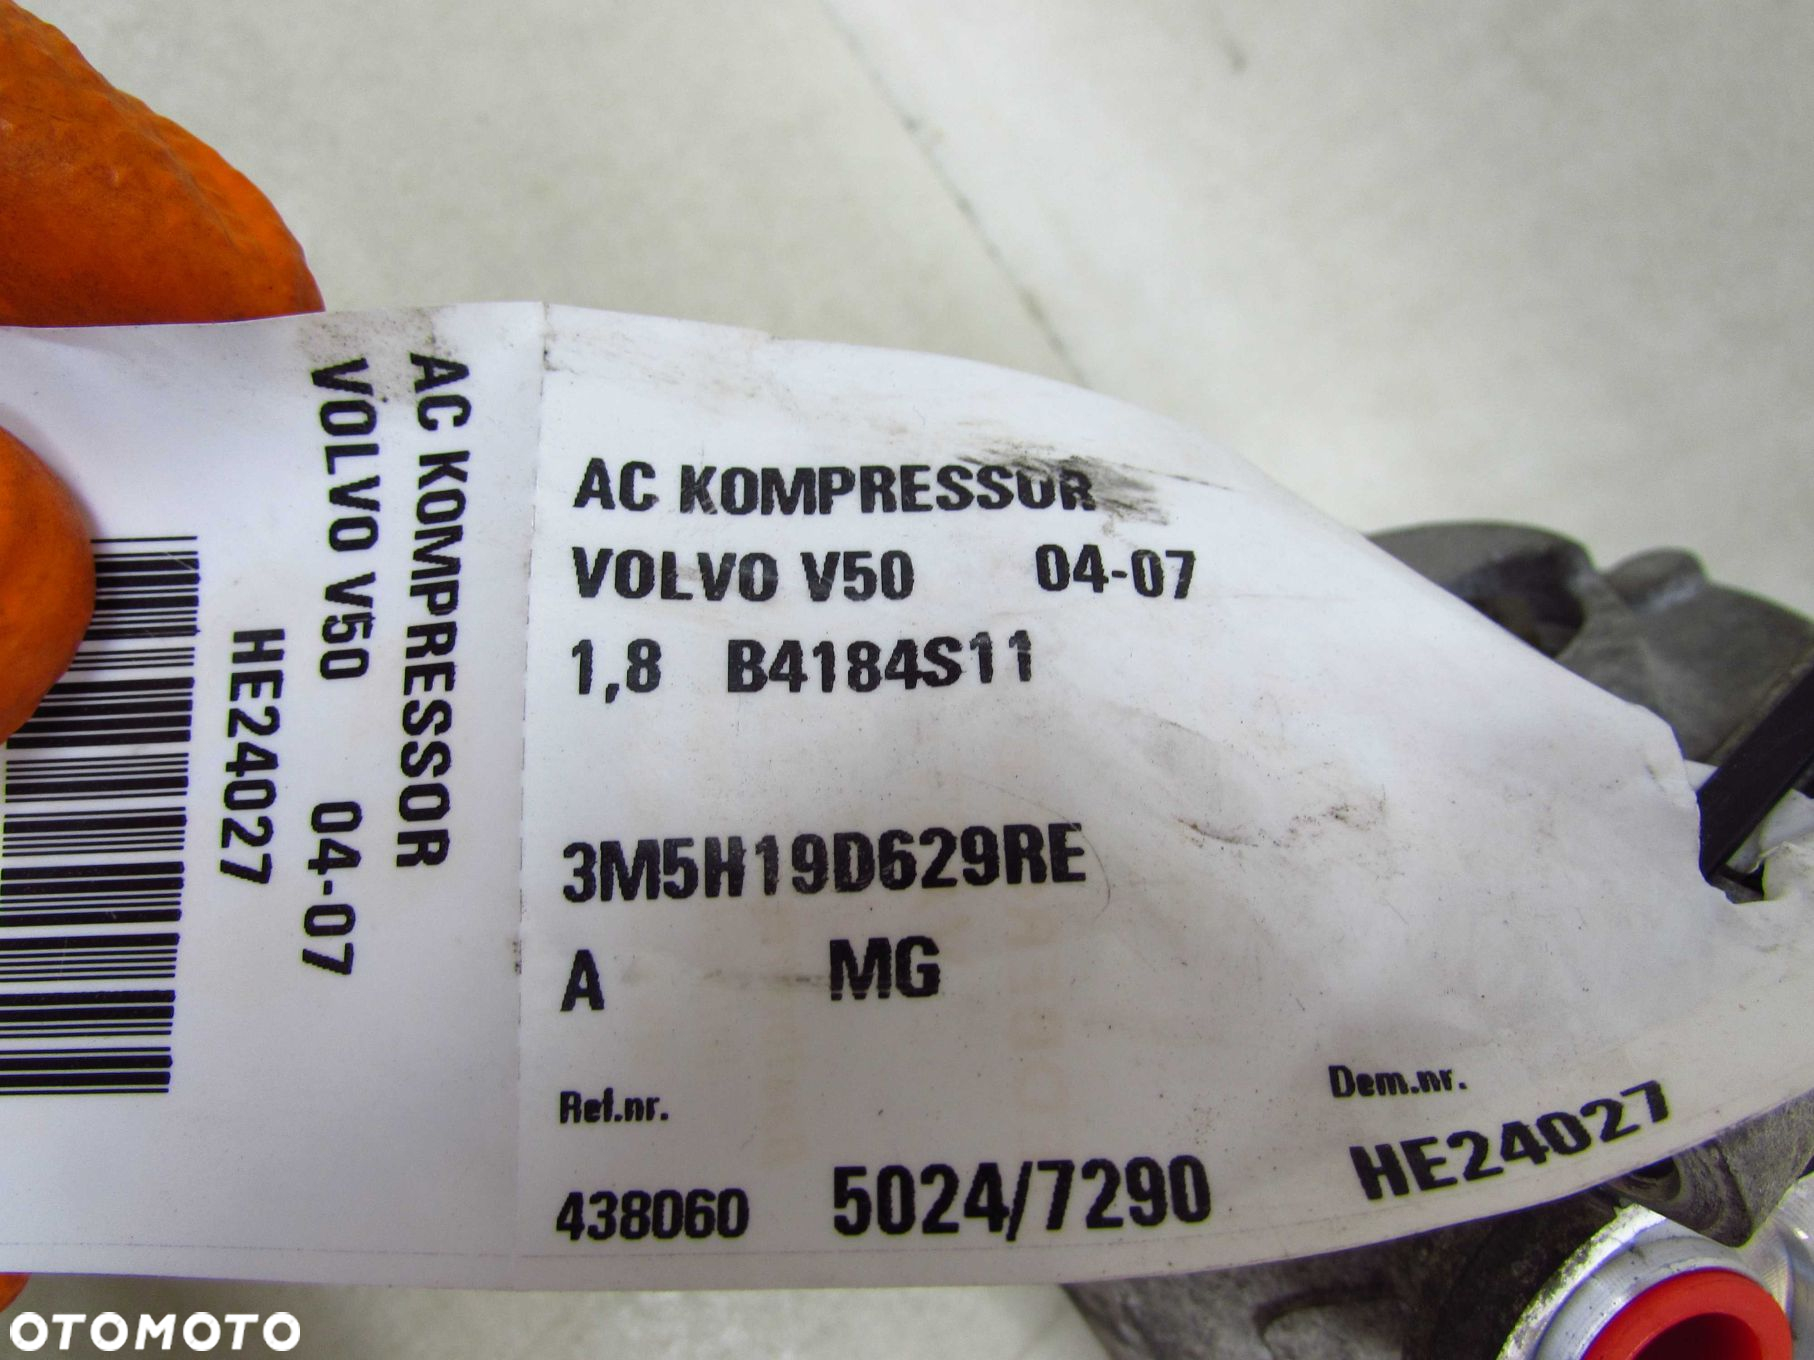 AC KOMPRESSOR
VOLVO V50 04-07
HE24027
AC KOMPRESSOR
VOLVO V50 04-07
1,8 B4184S11
3M5H19D629RE
A MG
Ref.nr. Dem.nr.
438060 5024/7290 HE24027
OTOMOTO